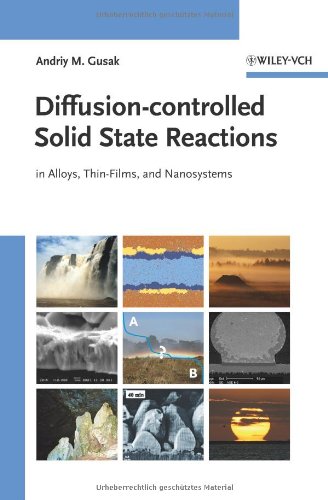 Urheberrechtlich geschütztes Material
Andriy M. Gusak
WILEY-VCH
Diffusion-controlled
Solid State Reactions
in Alloys, Thin-Films, and Nanosystems
A
?
B
40 min
Urheberrechtlich geschütztes Material